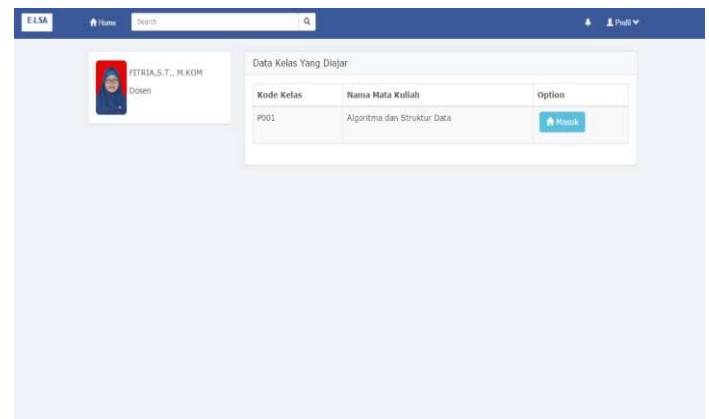 E-LSA Home Search Profil
FITRIA,S.T., M.KOM
Dosen
Data Kelas Yang Diajar
Kode Kelas Nama Mata Kuliah Option
P001 Algoritma dan Struktur Data Masuk